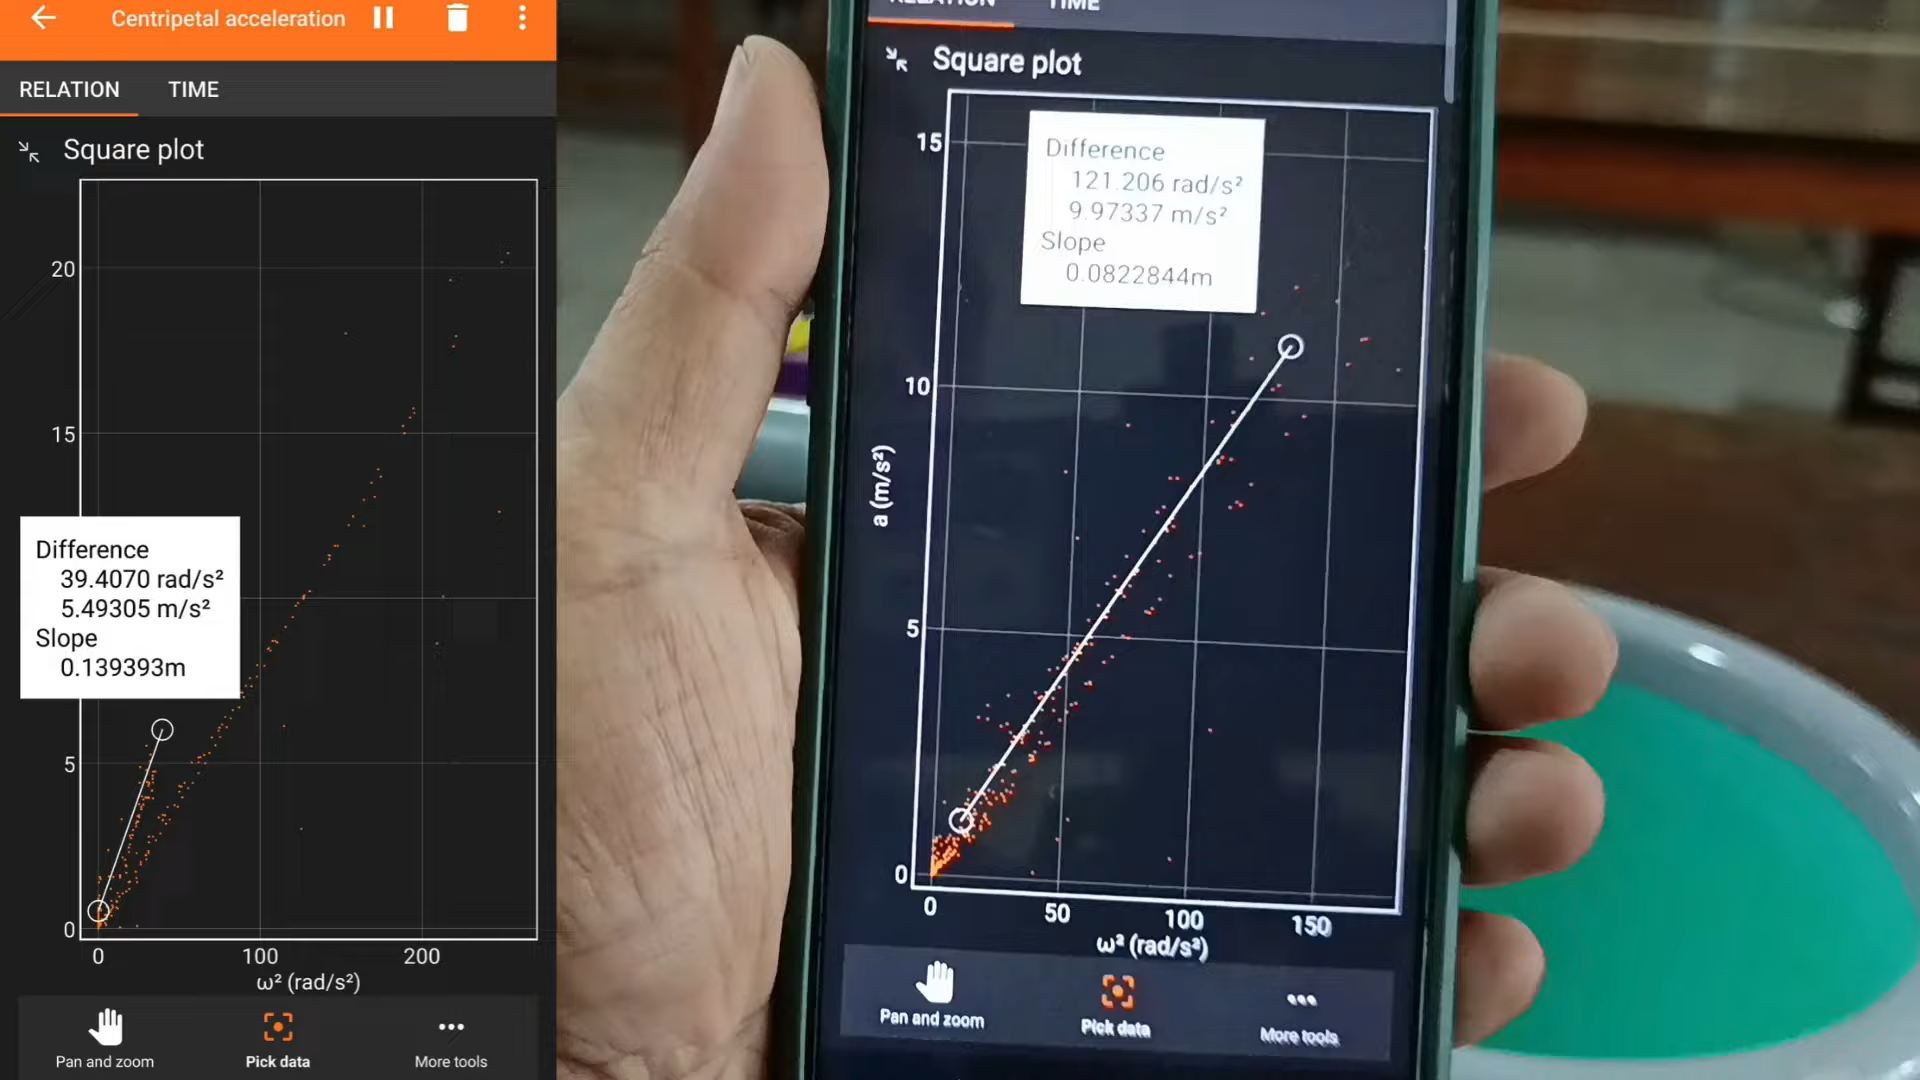 Centripetal acceleration
RELATION TIME
Square plot
20
15
Difference
39.4070 rad/s²
5.49305 m/s²
Slope
0.139393m
5
0
0 100 200
ω² (rad/s²)
Pan and zoom Pick data More tools
RELATION TIME
Square plot
15
Difference
121.206 rad/s²
9.97337 m/s²
Slope
0.0822844m
10
a (m/s²)
5
0
0 50 100 150
ω² (rad/s²)
Pan and zoom Pick data More tools